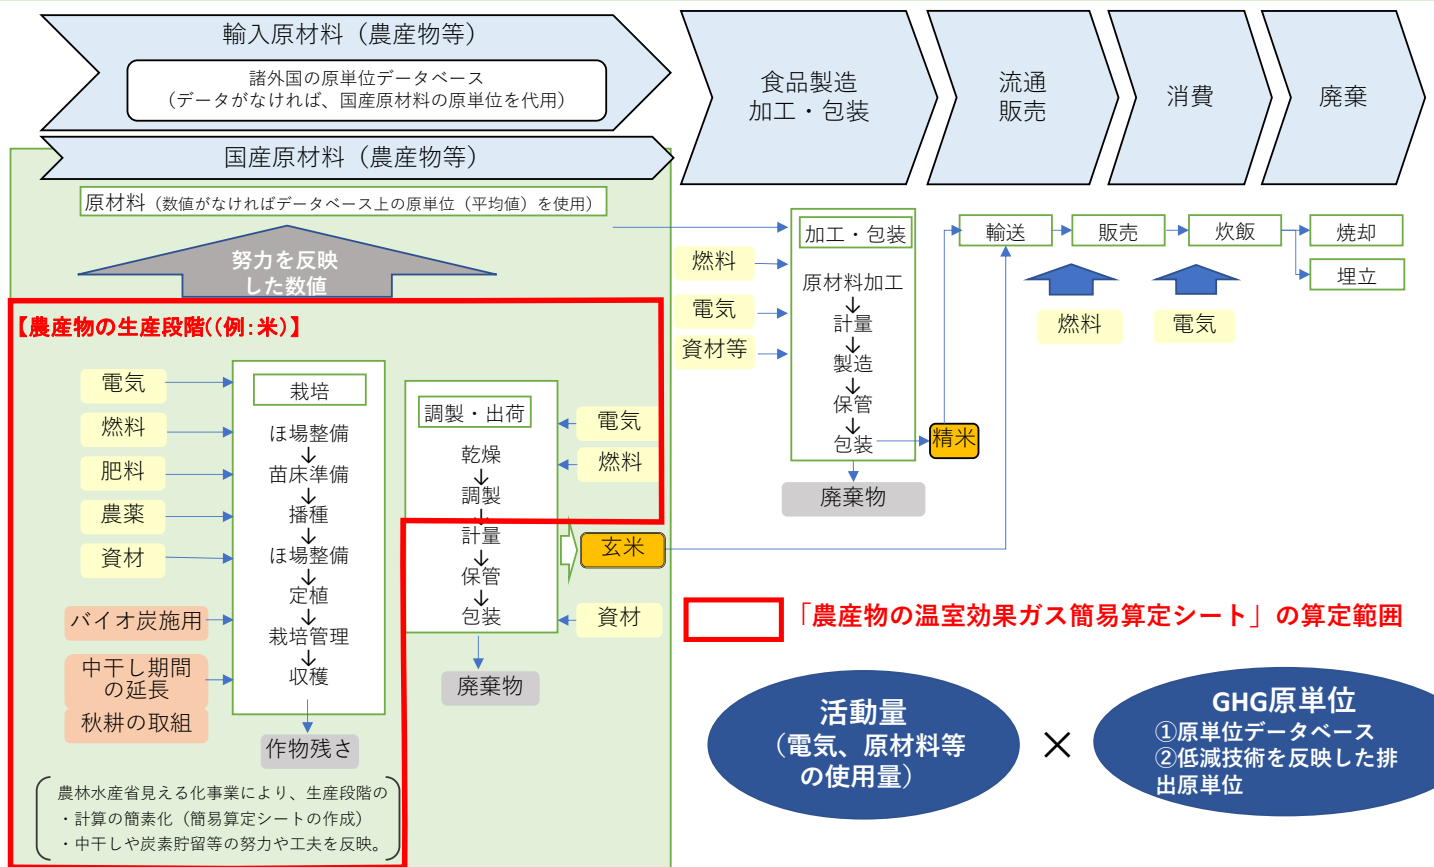 輸入原材料（農産物等）
諸外国の原単位データベース
（データがなければ、国産原材料の原単位を代用）
食品製造
加工・包装
流通
販売
消費
廃棄
国産原材料（農産物等）
原材料（数値がなければデータベース上の原単位（平均値）を使用）
努力を反映
した数値
【農産物の生産段階((例:米)】
電気
燃料
肥料
農薬
資材
バイオ炭施用
中干し期間
の延長
秋耕の取組
栽培
ほ場整備
↓
苗床準備
↓
播種
↓
ほ場整備
↓
定植
↓
栽培管理
↓
収穫
作物残さ
調製・出荷
乾燥
↓
調製
↓
計量
↓
保管
↓
包装
廃棄物
電気
燃料
玄米
資材
農林水産省見える化事業により、生産段階の
・計算の簡素化（簡易算定シートの作成）
・中干しや炭素貯留等の努力や工夫を反映。
燃料
電気
資材等
加工・包装
原材料加工
↓
計量
↓
製造
↓
保管
↓
包装
廃棄物
精米
輸送
販売
炊飯
焼却
埋立
燃料
電気
「農産物の温室効果ガス簡易算定シート」の算定範囲
活動量
（電気、原材料等
の使用量）
×
GHG原単位
①原単位データベース
②低減技術を反映した排
出原単位